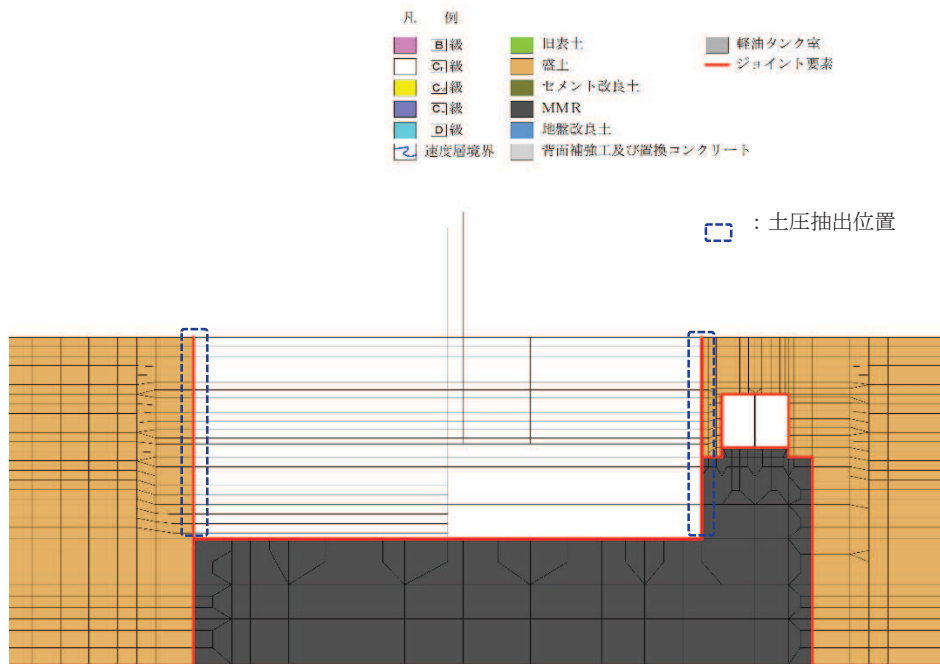 凡 例
B級
C級
C級
C級
D級
速度層境界
旧表土
盛土
セメント改良土
MMR
地盤改良土
背面補強工及び置換コンクリート
軽油タンク室
ジョイント要素
：土圧抽出位置